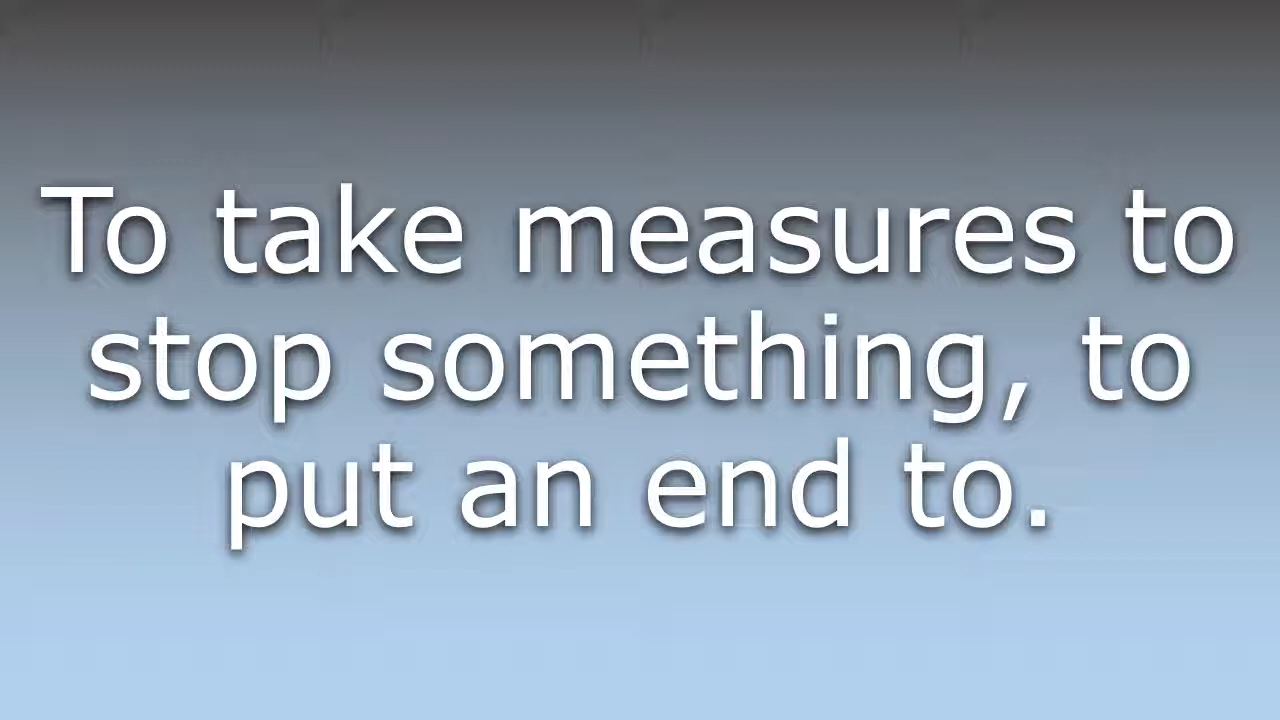 To take measures to
stop something, to
put an end to.